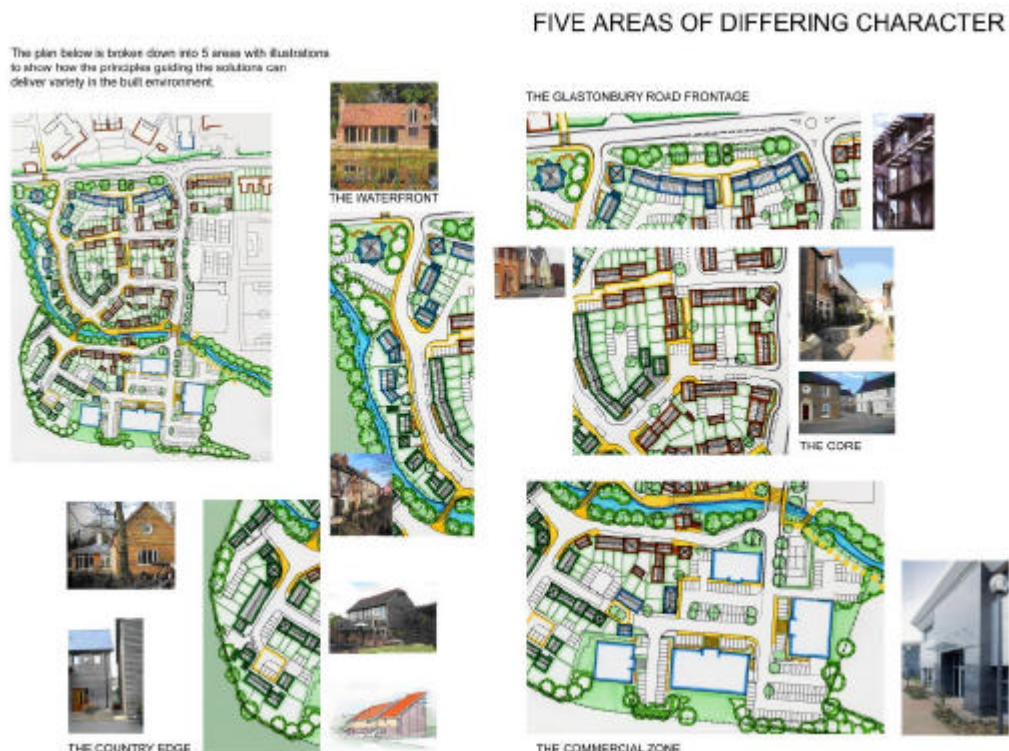 FIVE AREAS OF DIFFERING CHARACTER
The plan below is broken down into 5 areas with illustrations
to show how the principles guiding the solutions can
deliver variety in the built environment.
THE GLASTONBURY ROAD FRONTAGE
THE WATERFRONT
THE CORE
THE COUNTRY EDGE
THE COMMERCIAL ZONE